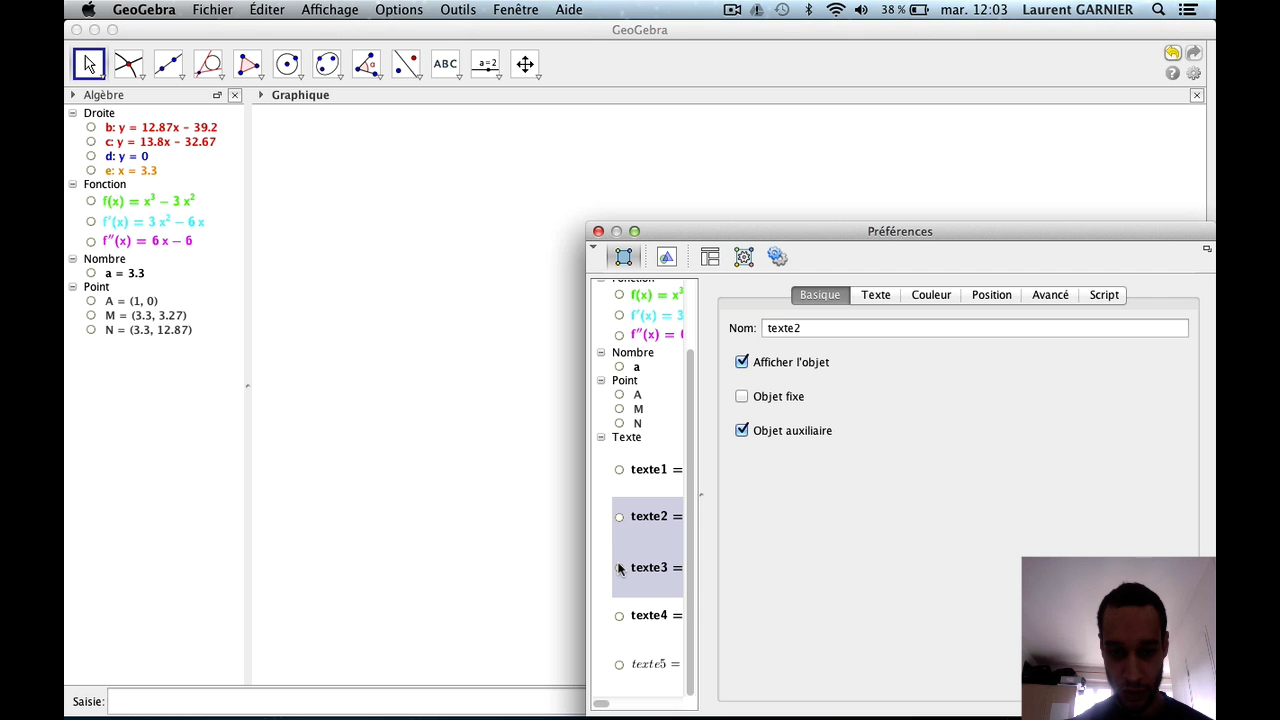 GeoGebra Fichier Éditer Affichage Options Outils Fenêtre Aide 38 % mar. 12:03 Laurent GARNIER
GeoGebra
ABC a=2
Algèbre
Graphique
Droite
b: y = 12.87x – 39.2
c: y = 13.8x – 32.67
d: y = 0
e: x = 3.3
Fonction
f(x) = x³ – 3 x²
f'(x) = 3 x² – 6 x
f''(x) = 6 x – 6
Nombre
a = 3.3
Point
A = (1, 0)
M = (3.3, 3.27)
N = (3.3, 12.87)
Saisie:
Préférences
f(x) = x³
f'(x) = 3
f''(x) = 6
Nombre
a
Point
A
M
N
Texte
texte1 =
texte2 =
texte3 =
texte4 =
texte5 =
Basique Texte Couleur Position Avancé Script
Nom: texte2
Afficher l'objet
Objet fixe
Objet auxiliaire